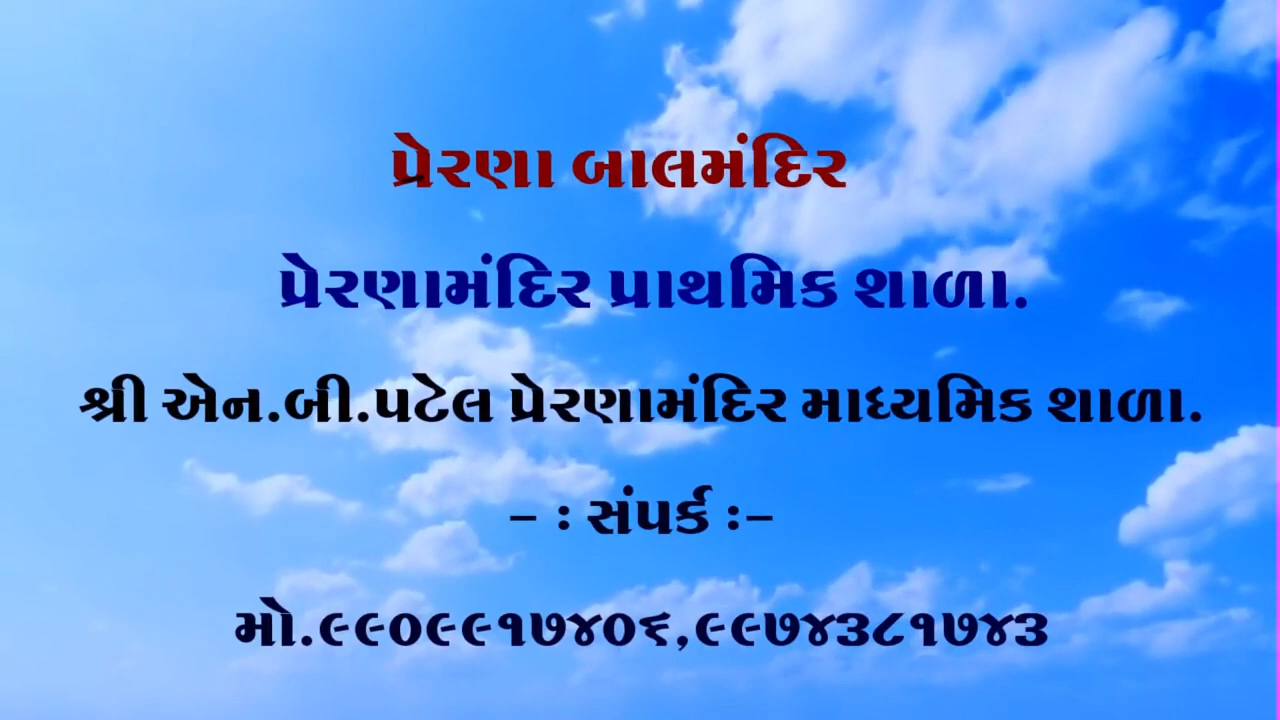 પ્રેરણા બાલમંદિર
પ્રેરણામંદિર પ્રાથમિક શાળા.
શ્રી એન.બી.પટેલ પ્રેરણામંદિર માધ્યમિક શાળા.
– : સંપર્ક :–
મો.૯૯૦૯૯૧૭૪૦૬,૯૯૭૪૩૮૧૭૪૩